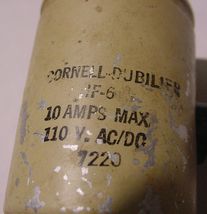 CORNELL-DUBILIER
10 AMPS MAX
110 V. AC/DC
7220